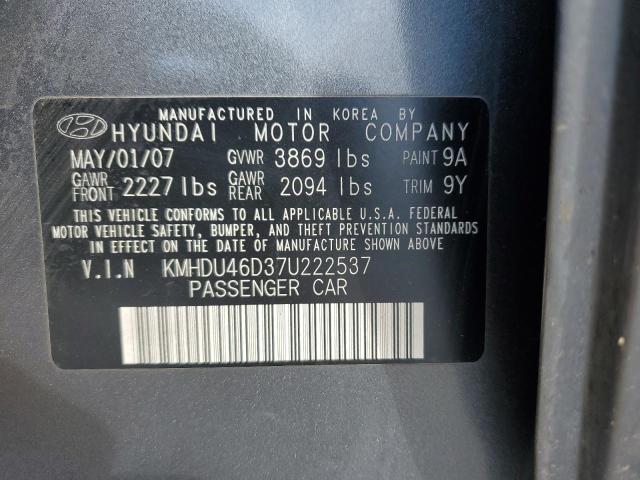 MANUFACTURED IN KOREA BY
HYUNDAI MOTOR COMPANY
MAY/01/07 GVWR 3869 lbs PAINT 9A
GAWR FRONT 2227 lbs GAWR REAR 2094 lbs TRIM 9Y
THIS VEHICLE CONFORMS TO ALL APPLICABLE U.S.A. FEDERAL
MOTOR VEHICLE SAFETY, BUMPER, AND THEFT PREVENTION STANDARDS
IN EFFECT ON THE DATE OF MANUFACTURE SHOWN ABOVE
V.I.N KMHDU46D37U222537
PASSENGER CAR